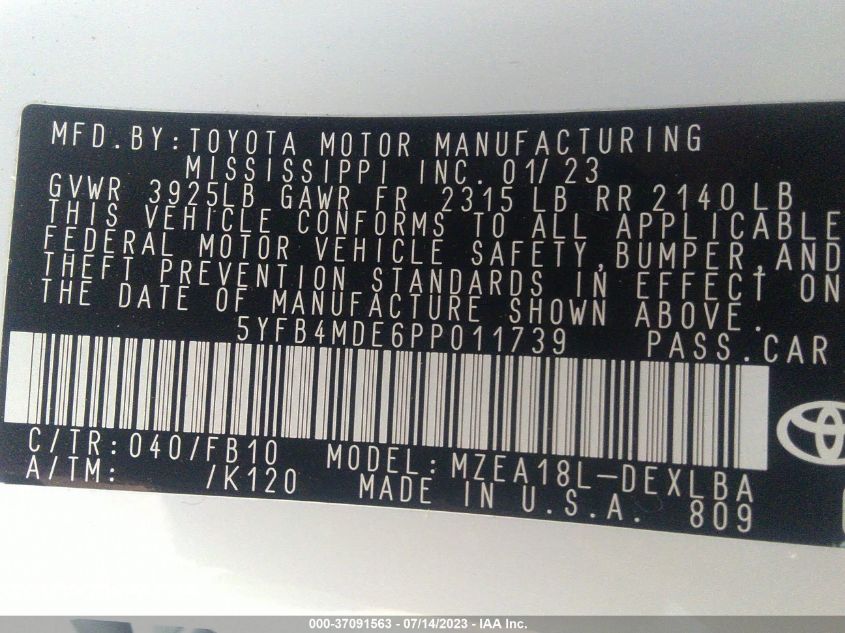 MFD.BY:TOYOTA MOTOR MANUFACTURING
MISSISSIPPI INC. 01/23
GVWR 3925LB GAWR FR 2315 LB RR 2140 LB
THIS VEHICLE CONFORMS TO ALL APPLICABLE
FEDERAL MOTOR VEHICLE SAFETY,BUMPER,AND
THEFT PREVENTION STANDARDS IN EFFECT ON
THE DATE OF MANUFACTURE SHOWN ABOVE.
5YFB4MDE6PP011739 PASS.CAR
C/TR:040/FB10 MODEL:MZEA18L-DEXLBA
A/TM: /K120 MADE IN U.S.A. 809
000-37091563 - 07/14/2023 - IAA Inc.